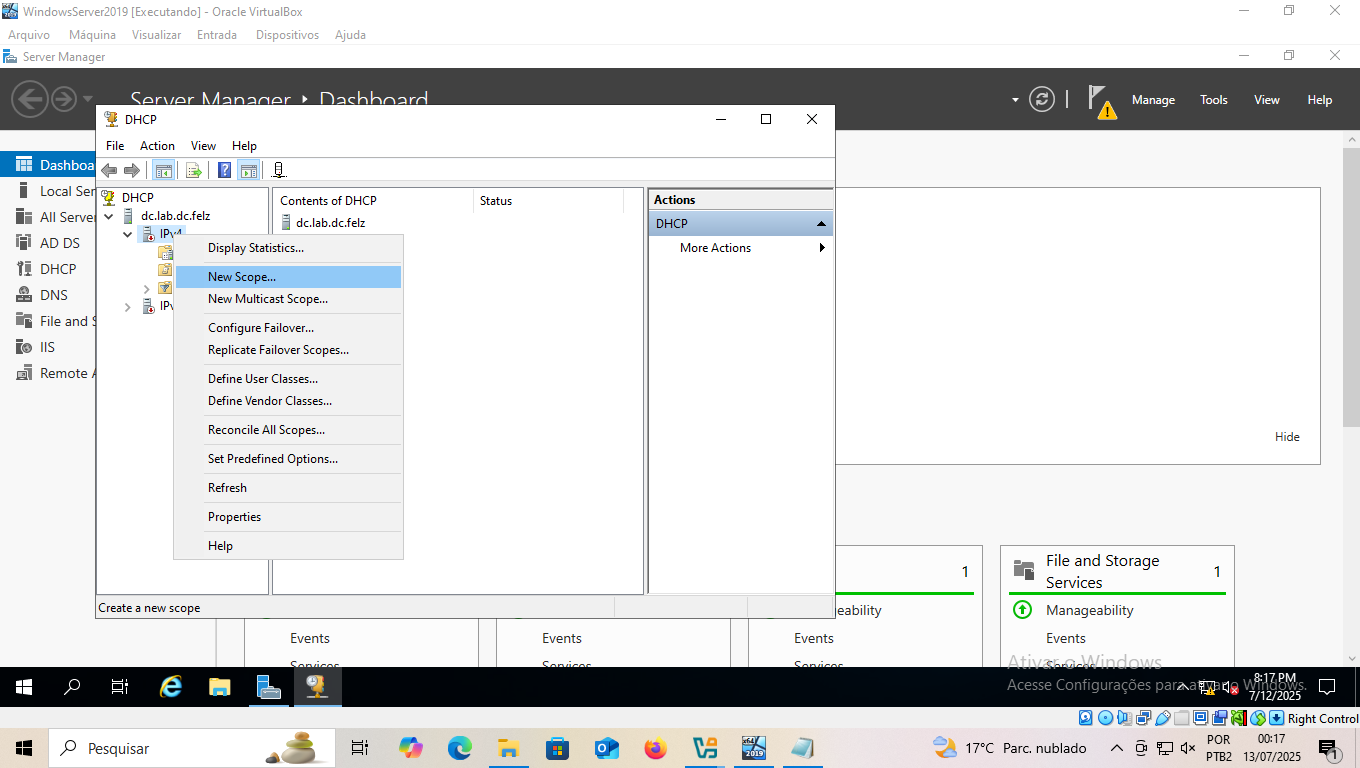 WindowsServer2019 [Executando] - Oracle VirtualBox
Arquivo Máquina Visualizar Entrada Dispositivos Ajuda
Server Manager
Server Manager Dashboard
Manage Tools View Help
DHCP
File Action View Help
Dashboa
Local Ser
All Server
AD DS
DHCP
DNS
File and S
IIS
Remote A
DHCP
dc.lab.dc.felz
IPv4
IPv
Contents of DHCP Status
dc.lab.dc.felz
Actions
DHCP
More Actions
Display Statistics...
New Scope...
New Multicast Scope...
Configure Failover...
Replicate Failover Scopes...
Define User Classes...
Define Vendor Classes...
Reconcile All Scopes...
Set Predefined Options...
Refresh
Properties
Help
Create a new scope
Hide
1
eability
Events
Services
Events
Services
Events
Services
File and Storage
Services
1
Manageability
Events
Services
Ativar o Windows
Acesse Configurações para ativar o Windows.
8:17 PM
7/12/2025
Right Control
Pesquisar
17°C Parc. nublado
POR
PTB2
00:17
13/07/2025
1